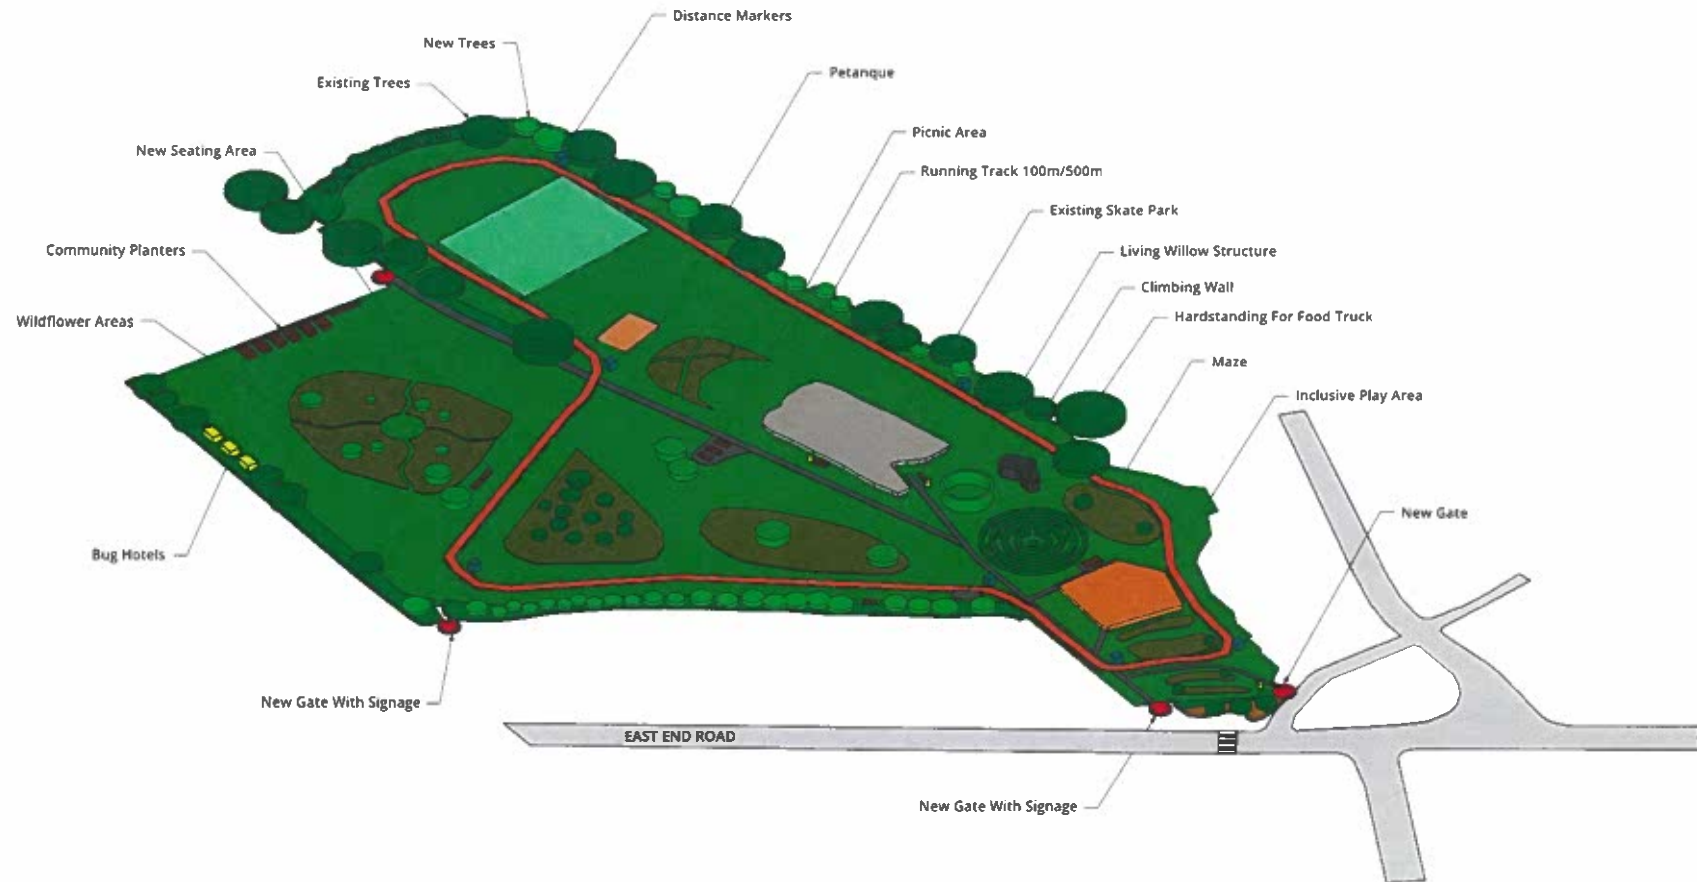 Distance Markers
New Trees
Petanque
Existing Trees
Picnic Area
New Seating Area
Running Track 100m/500m
Existing Skate Park
Community Planters
Living Willow Structure
Climbing Wall
Wildflower Areas
Hardstanding For Food Truck
Maze
Inclusive Play Area
New Gate
Bug Hotels
New Gate With Signage
EAST END ROAD
New Gate With Signage